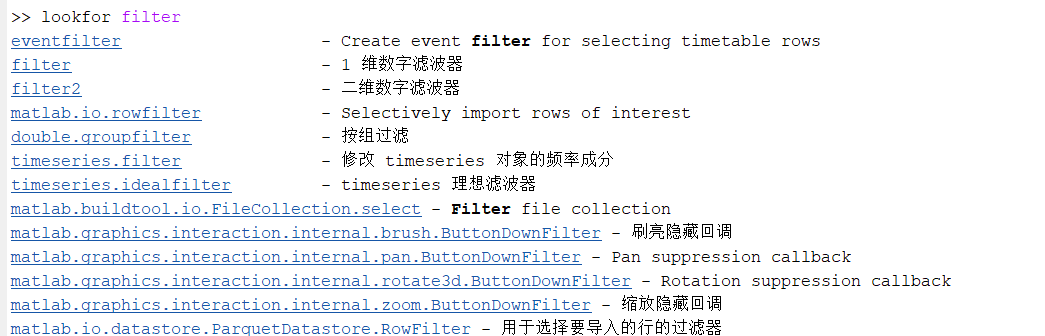 >> lookfor filter
eventfilter - Create event filter for selecting timetable rows
filter - 1 维数字滤波器
filter2 - 二维数字滤波器
matlab.io.rowfilter - Selectively import rows of interest
double.groupfilter - 按组过滤
timeseries.filter - 修改 timeseries 对象的频率成分
timeseries.idealfilter - timeseries 理想滤波器
matlab.buildtool.io.FileCollection.select - Filter file collection
matlab.graphics.interaction.internal.brush.ButtonDownFilter - 刷亮隐藏回调
matlab.graphics.interaction.internal.pan.ButtonDownFilter - Pan suppression callback
matlab.graphics.interaction.internal.rotate3d.ButtonDownFilter - Rotation suppression callback
matlab.graphics.interaction.internal.zoom.ButtonDownFilter - 缩放隐藏回调
matlab.io.datastore.ParquetDatastore.RowFilter - 用于选择要导入的行的过滤器